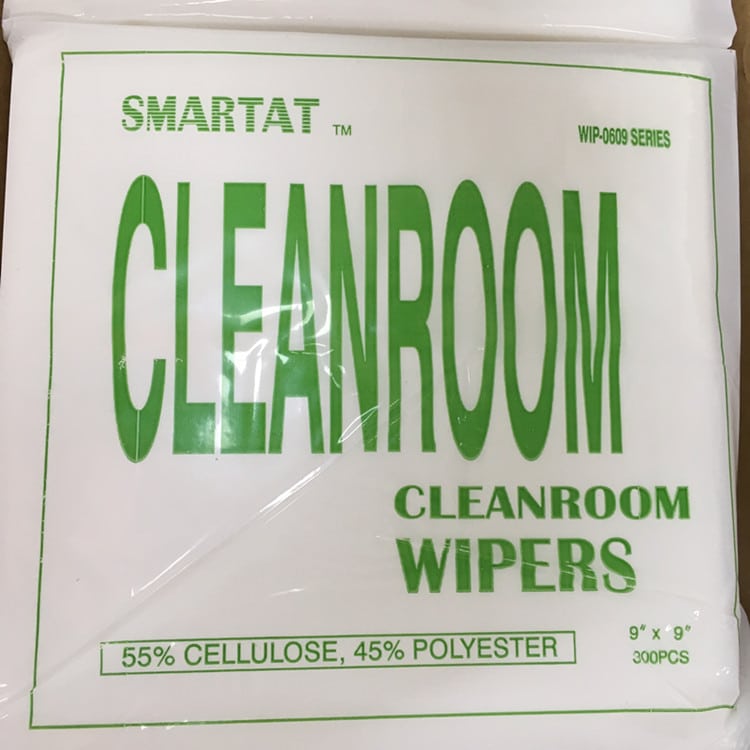 SMARTAT TM
WIP-0609 SERIES
CLEANROOM
CLEANROOM
WIPERS
55% CELLULOSE, 45% POLYESTER
9" x 9"
300PCS